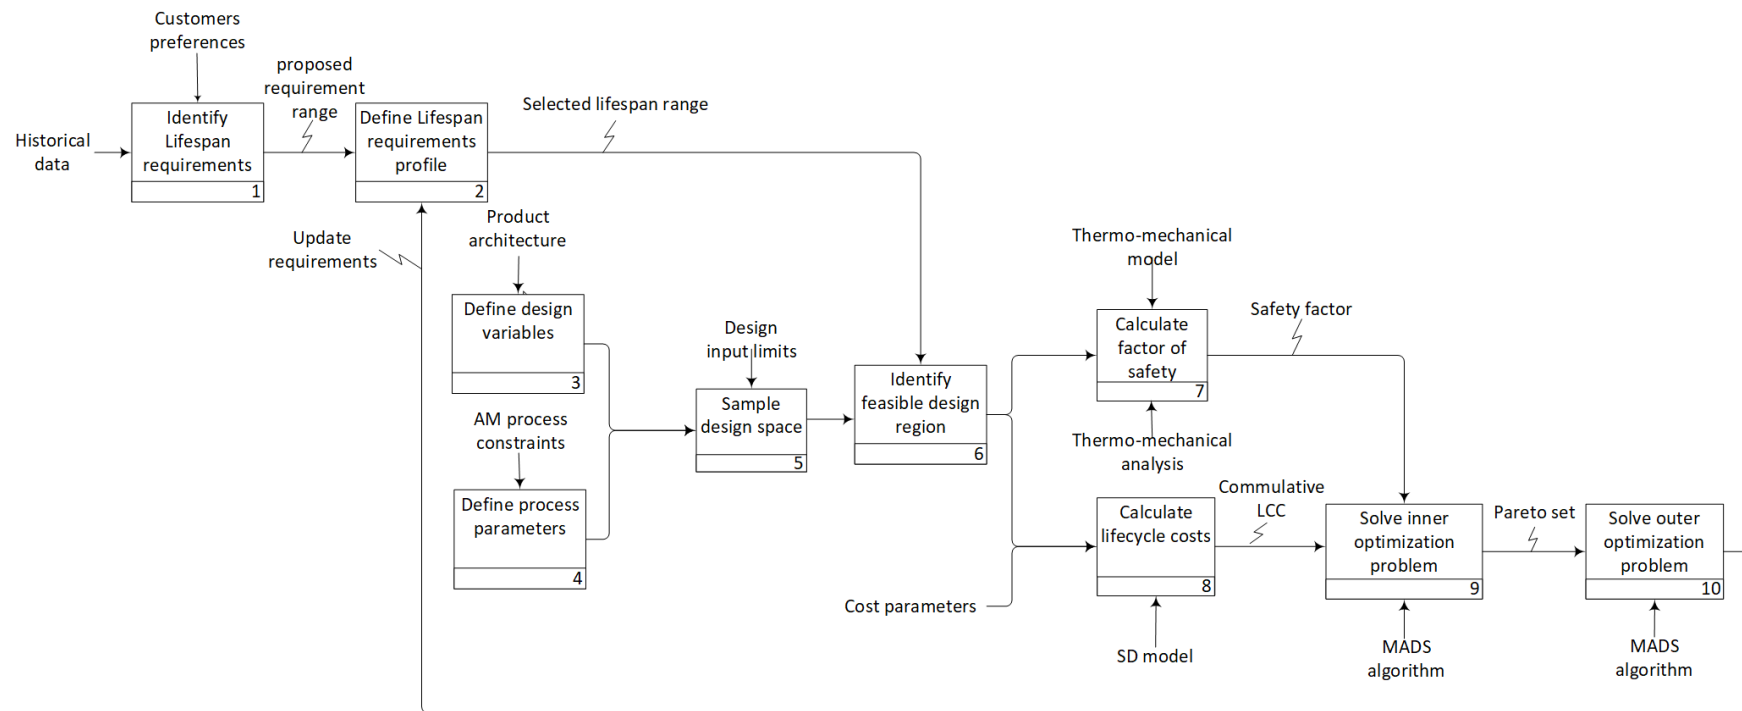 Customers
preferences
proposed
requirement
range
Historical
data
Identify
Lifespan
requirements
1
Define Lifespan
requirements
profile
2
Selected lifespan range
Update
requirements
Product
architecture
Define design
variables
3
AM process
constraints
Define process
parameters
4
Design
input limits
Sample
design space
5
Identify
feasible design
region
6
Thermo-mechanical
model
Calculate
factor of
safety
7
Thermo-mechanical
analysis
Safety factor
Cost parameters
Calculate
lifecycle costs
8
SD model
Commulative
LCC
Solve inner
optimization
problem
9
MADS
algorithm
Pareto set
Solve outer
optimization
problem
10
MADS
algorithm